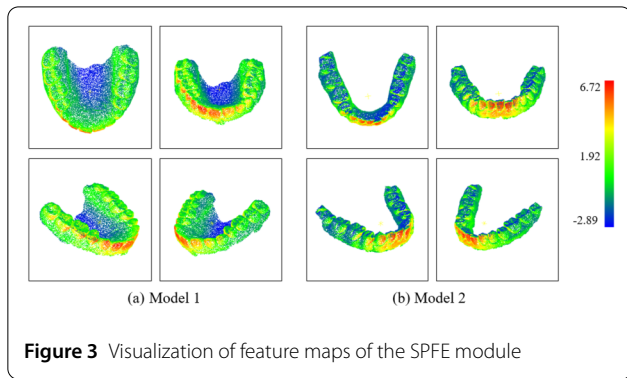 6.72
1.92
-2.89
(a) Model 1
(b) Model 2
Figure 3 Visualization of feature maps of the SPFE module